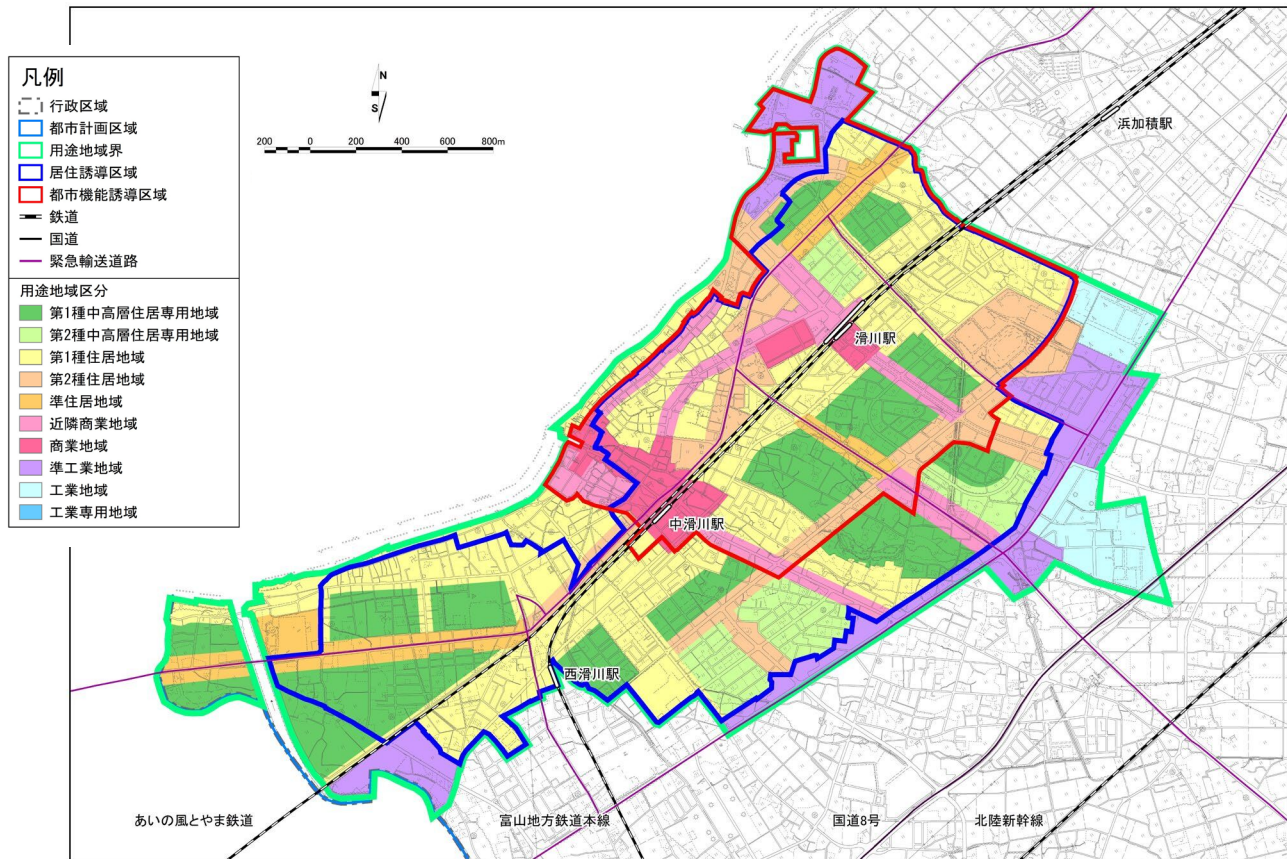 凡例
行政区域
都市計画区域
用途地域界
居住誘導区域
都市機能誘導区域
鉄道
国道
緊急輸送道路
用途地域区分
第1種中高層住居専用地域
第2種中高層住居専用地域
第1種住居地域
第2種住居地域
準住居地域
近隣商業地域
商業地域
準工業地域
工業地域
工業専用地域
N
S
200 0 200 400 600 800m
浜加積駅
滑川駅
中滑川駅
西滑川駅
あいの風とやま鉄道
富山地方鉄道本線
国道8号
北陸新幹線